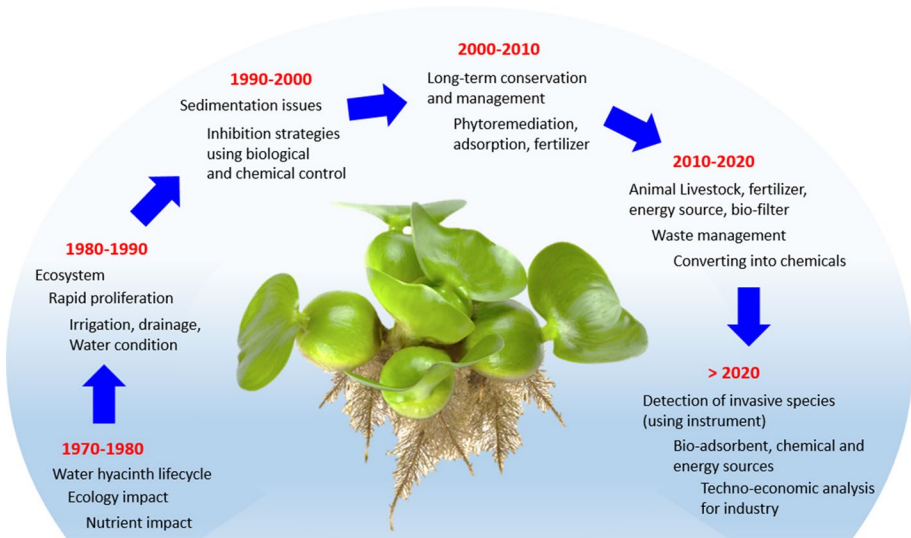 1970-1980
Water hyacinth lifecycle
Ecology impact
Nutrient impact
1980-1990
Ecosystem
Rapid proliferation
Irrigation, drainage,
Water condition
1990-2000
Sedimentation issues
Inhibition strategies
using biological
and chemical control
2000-2010
Long-term conservation
and management
Phytoremediation,
adsorption, fertilizer
2010-2020
Animal Livestock, fertilizer,
energy source, bio-filter
Waste management
Converting into chemicals
> 2020
Detection of invasive species
(using instrument)
Bio-adsorbent, chemical and
energy sources
Techno-economic analysis
for industry